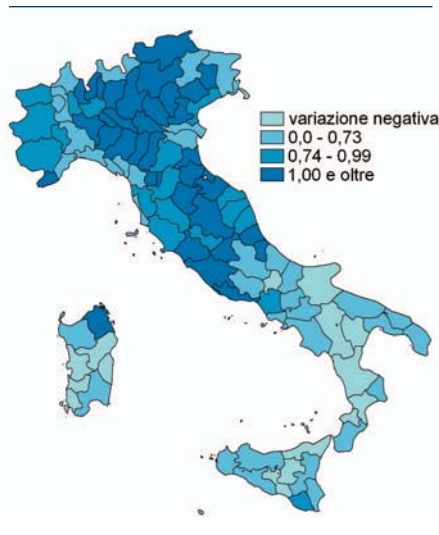 variazione negativa
0,0 - 0,73
0,74 - 0,99
1,00 e oltre